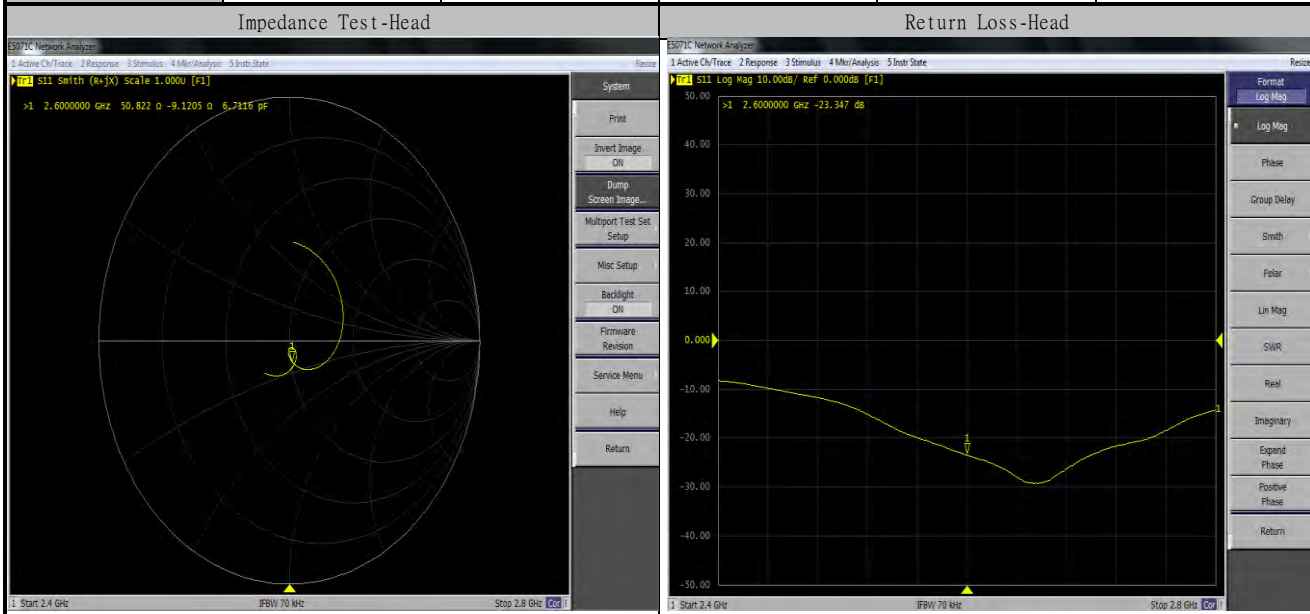 Impedance Test-Head
Return Loss-Head
E5071C Network Analyzer
1 Active Ch/Trace 2 Response 3 Stimulus 4 Mkr/Analysis 5 Instr State
Resize
Tr1 S11 Smith (R+jX) Scale 1.000U [F1]
>1 2.6000000 GHz 50.822 Ω -9.1205 Ω 6.7116 pF
1
System
Print
Invert Image
ON
Dump
Screen Image...
Multiport Test Set
Setup
Misc Setup
Backlight
ON
Firmware
Revision
Service Menu
Help
Return
1 Start 2.4 GHz
IFBW 70 kHz
Stop 2.8 GHz
Cor
!
E5071C Network Analyzer
1 Active Ch/Trace 2 Response 3 Stimulus 4 Mkr/Analysis 5 Instr State
Resize
Tr1 S11 Log Mag 10.00dB/ Ref 0.000dB [F1]
50.00
>1 2.6000000 GHz -23.347 dB
40.00
30.00
20.00
10.00
0.000
-10.00
-20.00
-30.00
-40.00
-50.00
1
1
Format
Log Mag
Log Mag
Phase
Group Delay
Smith
Polar
Lin Mag
SWR
Real
Imaginary
Expand
Phase
Positive
Phase
Return
1 Start 2.4 GHz
IFBW 70 kHz
Stop 2.8 GHz
Cor
!